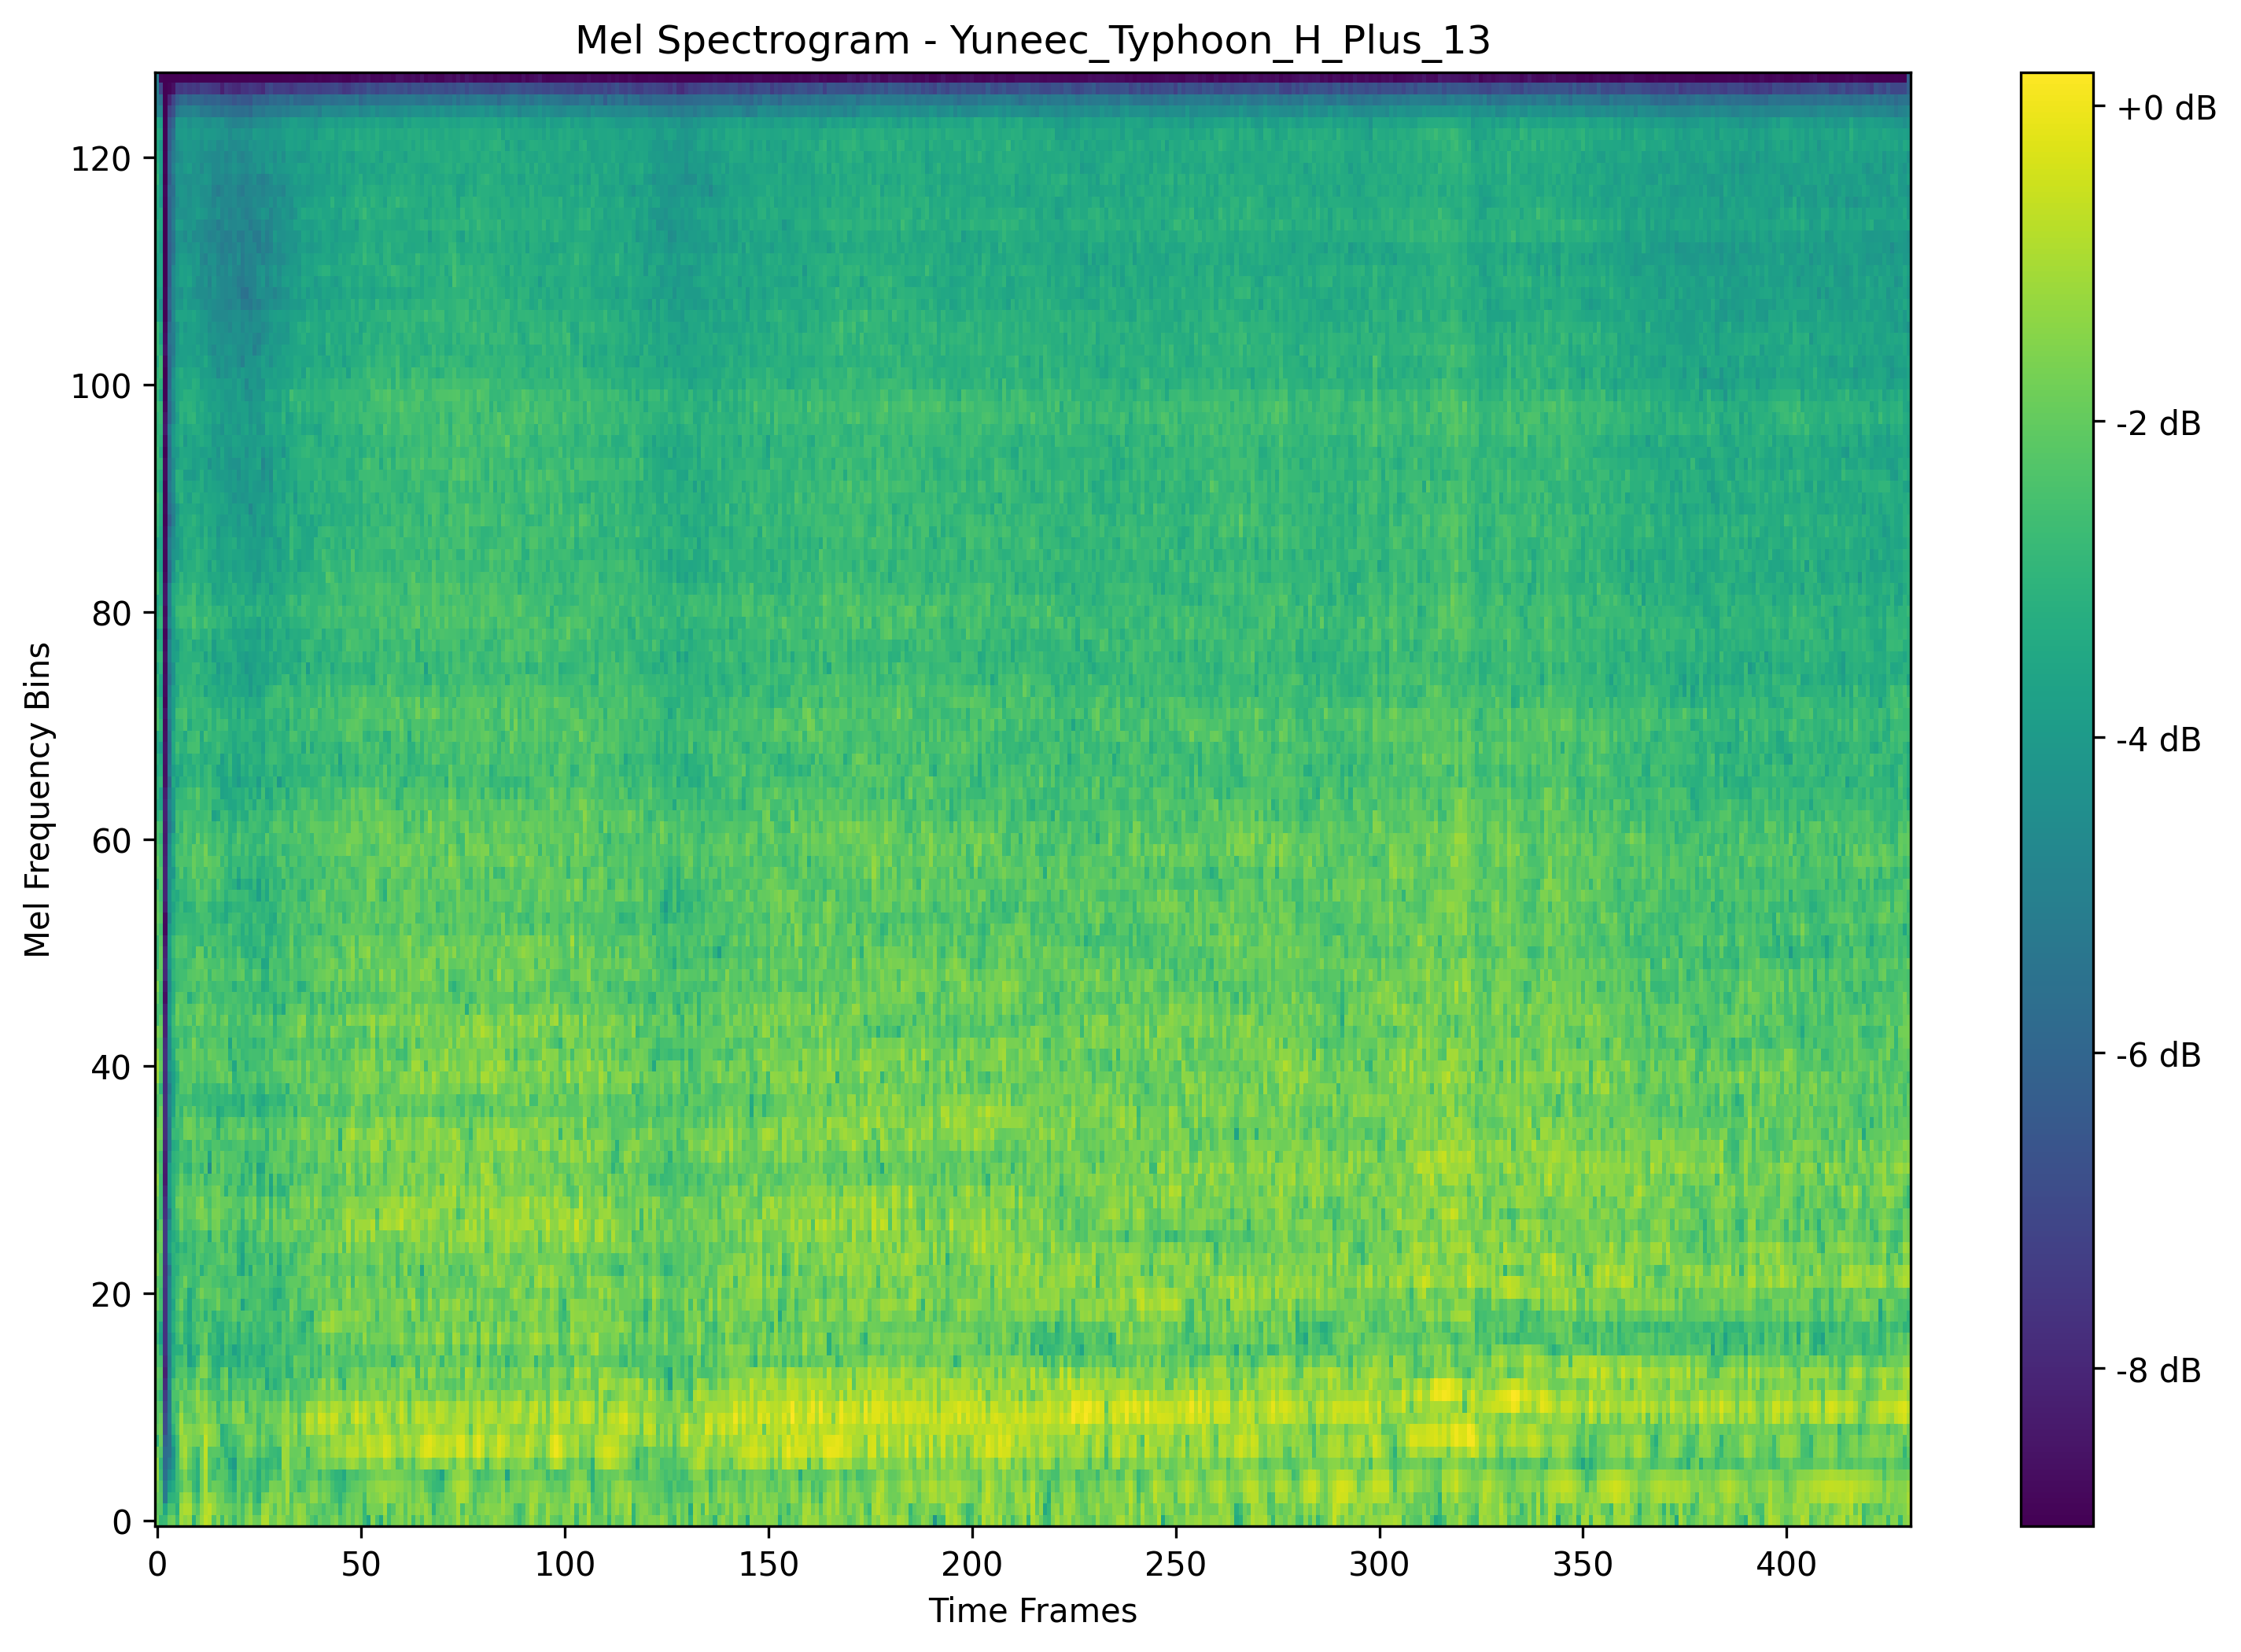 Mel Spectrogram - Yuneec_Typhoon_H_Plus_13
Mel Frequency Bins
120
100
80
60
40
20
0
0 50 100 150 200 250 300 350 400
Time Frames
+0 dB
-2 dB
-4 dB
-6 dB
-8 dB